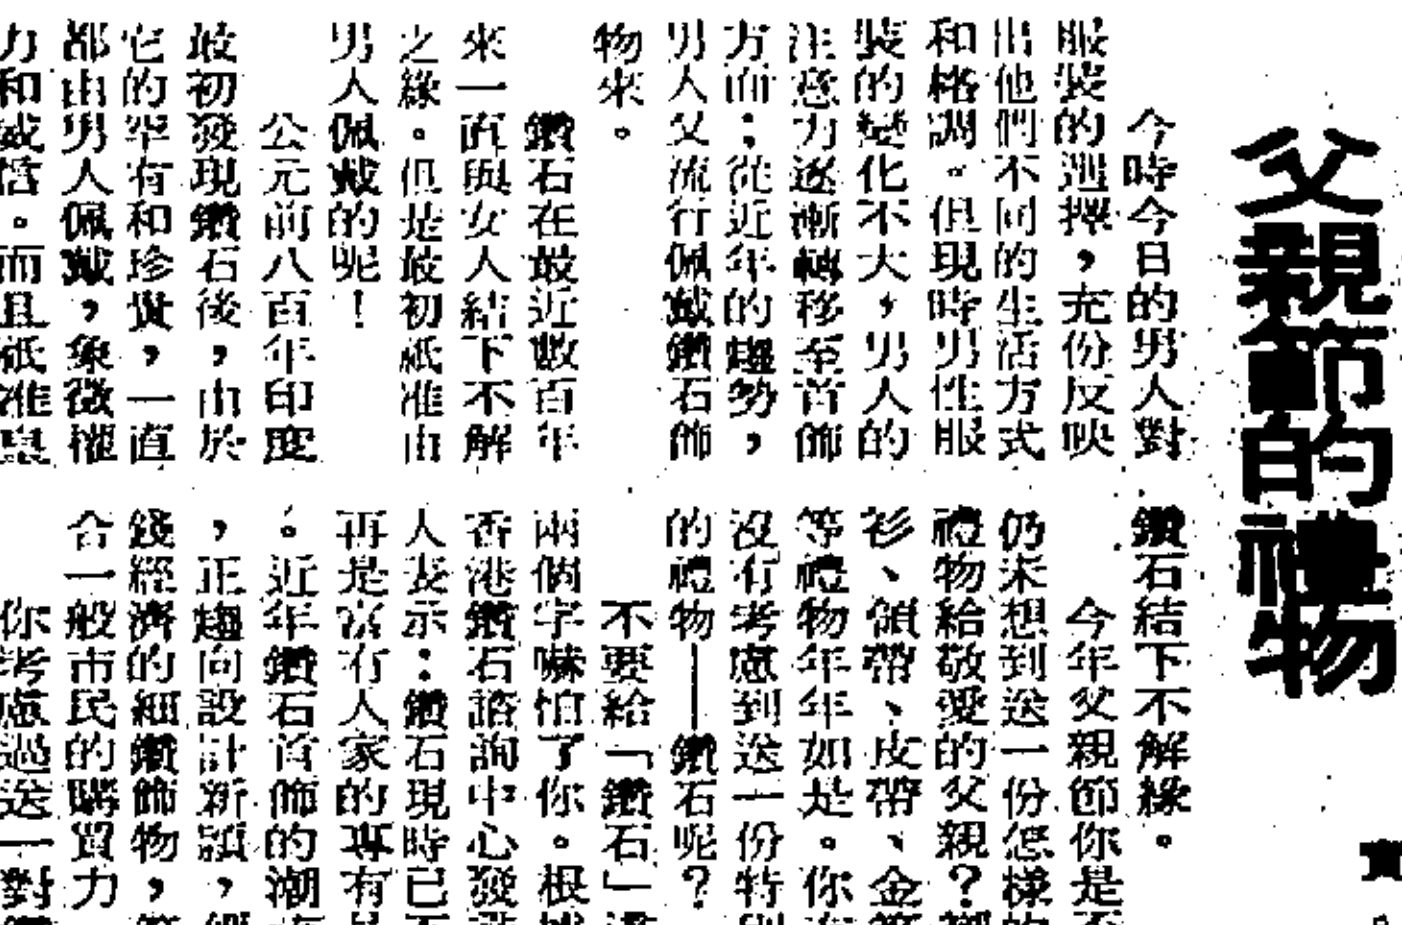 父親節的禮物
今時今日的男人對
服裝的選擇，充份反映
出他們不同的生活方式
和格調。但現時男性服
裝的變化不大，男人的
注意力逐漸轉移至首飾
方面；從近年的趨勢，
男人又流行佩戴鑽石飾
物來。
鑽石在最近數百年
來一直與女人結下不解
之緣。但是最初祇准由
男人佩戴的呢！
公元前八百年印度
最初發現鑽石後，由於
它的罕有和珍貴，一直
都由男人佩戴，象徵權
力和威信。而且祇准皇
鑽石結下不解緣。
今年父親節你是否
仍未想到送一份怎樣的
禮物給敬愛的父親？
衫、領帶、皮帶、金筆
等禮物年年如是。你
沒有考慮到送一份特別
的禮物——鑽石呢？
不要給「鑽石」
兩個字嚇怕了你。根據
香港鑽石諮詢中心發
人表示：鑽石現時已不
再是富有人家的專有
。近年鑽石首飾的潮
，正趨向設計新穎，
錢經濟的細鑽飾物，
合一般市民的購買力
你考慮過送一對